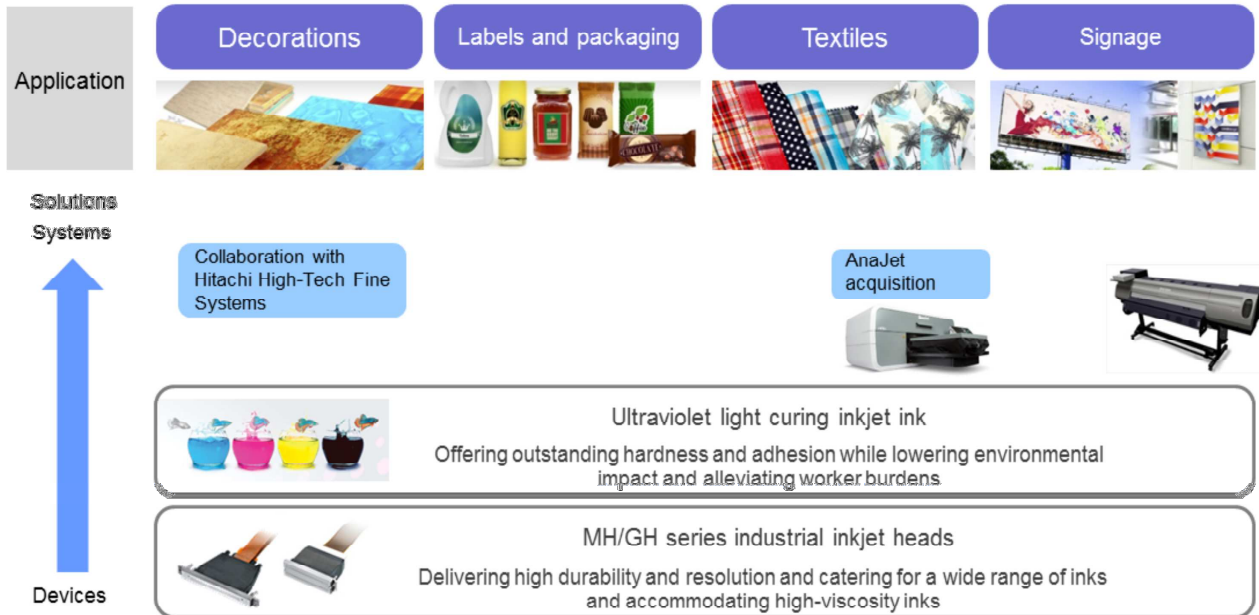 Application
Decorations
Labels and packaging
Textiles
Signage
CHOCOLATE
Solutions
Systems
Collaboration with
Hitachi High-Tech Fine
Systems
AnaJet
acquisition
Ultraviolet light curing inkjet ink
Offering outstanding hardness and adhesion while lowering environmental
impact and alleviating worker burdens
MH/GH series industrial inkjet heads
Delivering high durability and resolution and catering for a wide range of inks
and accommodating high-viscosity inks
Devices